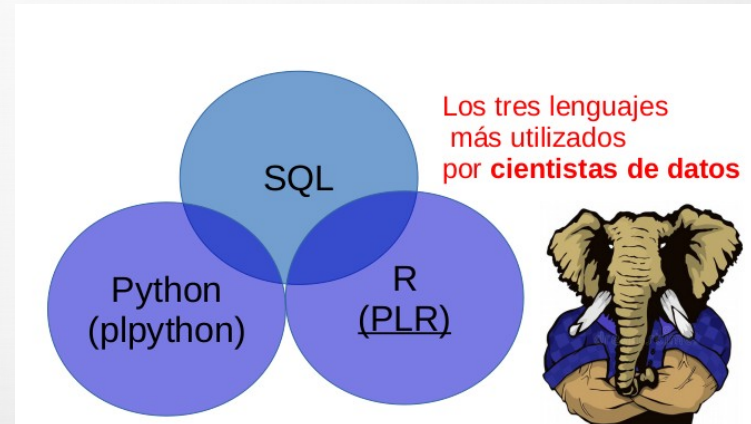 SQL
Los tres lenguajes
más utilizados
por cientistas de datos
Python
(plpython)
R
(PLR)